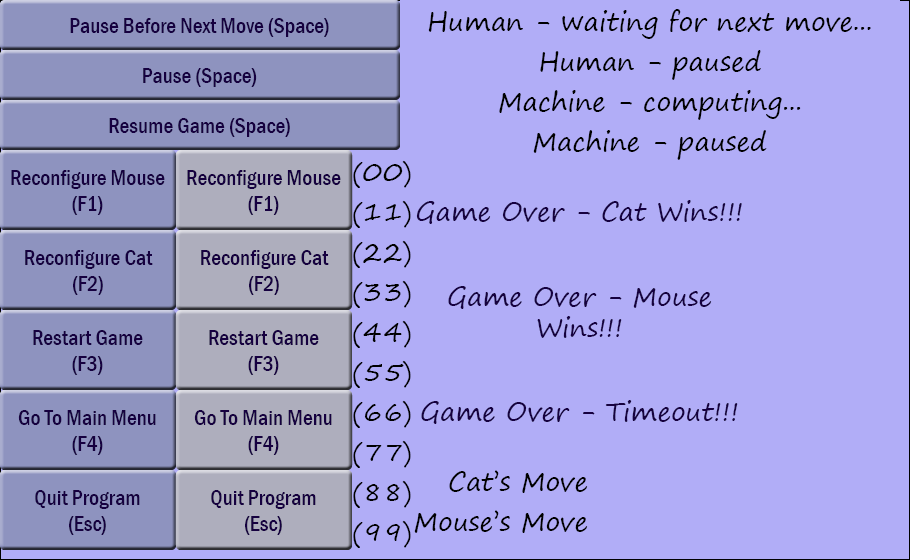 Pause Before Next Move (Space)
Human - waiting for next move...
Pause (Space)
Human - paused
Machine - computing...
Resume Game (Space)
Machine - paused
Reconfigure Mouse
(F1)
Reconfigure Mouse
(F1)
(00)
(11)
Game Over - Cat Wins!!!
Reconfigure Cat
(F2)
Reconfigure Cat
(F2)
(22)
(33)
Game Over - Mouse
Wins!!!
Restart Game
(F3)
Restart Game
(F3)
(44)
(55)
Go To Main Menu
(F4)
Go To Main Menu
(F4)
(66)
(77)
Game Over - Timeout!!!
Quit Program
(Esc)
Quit Program
(Esc)
(88)
(99)
Cat's Move
Mouse's Move